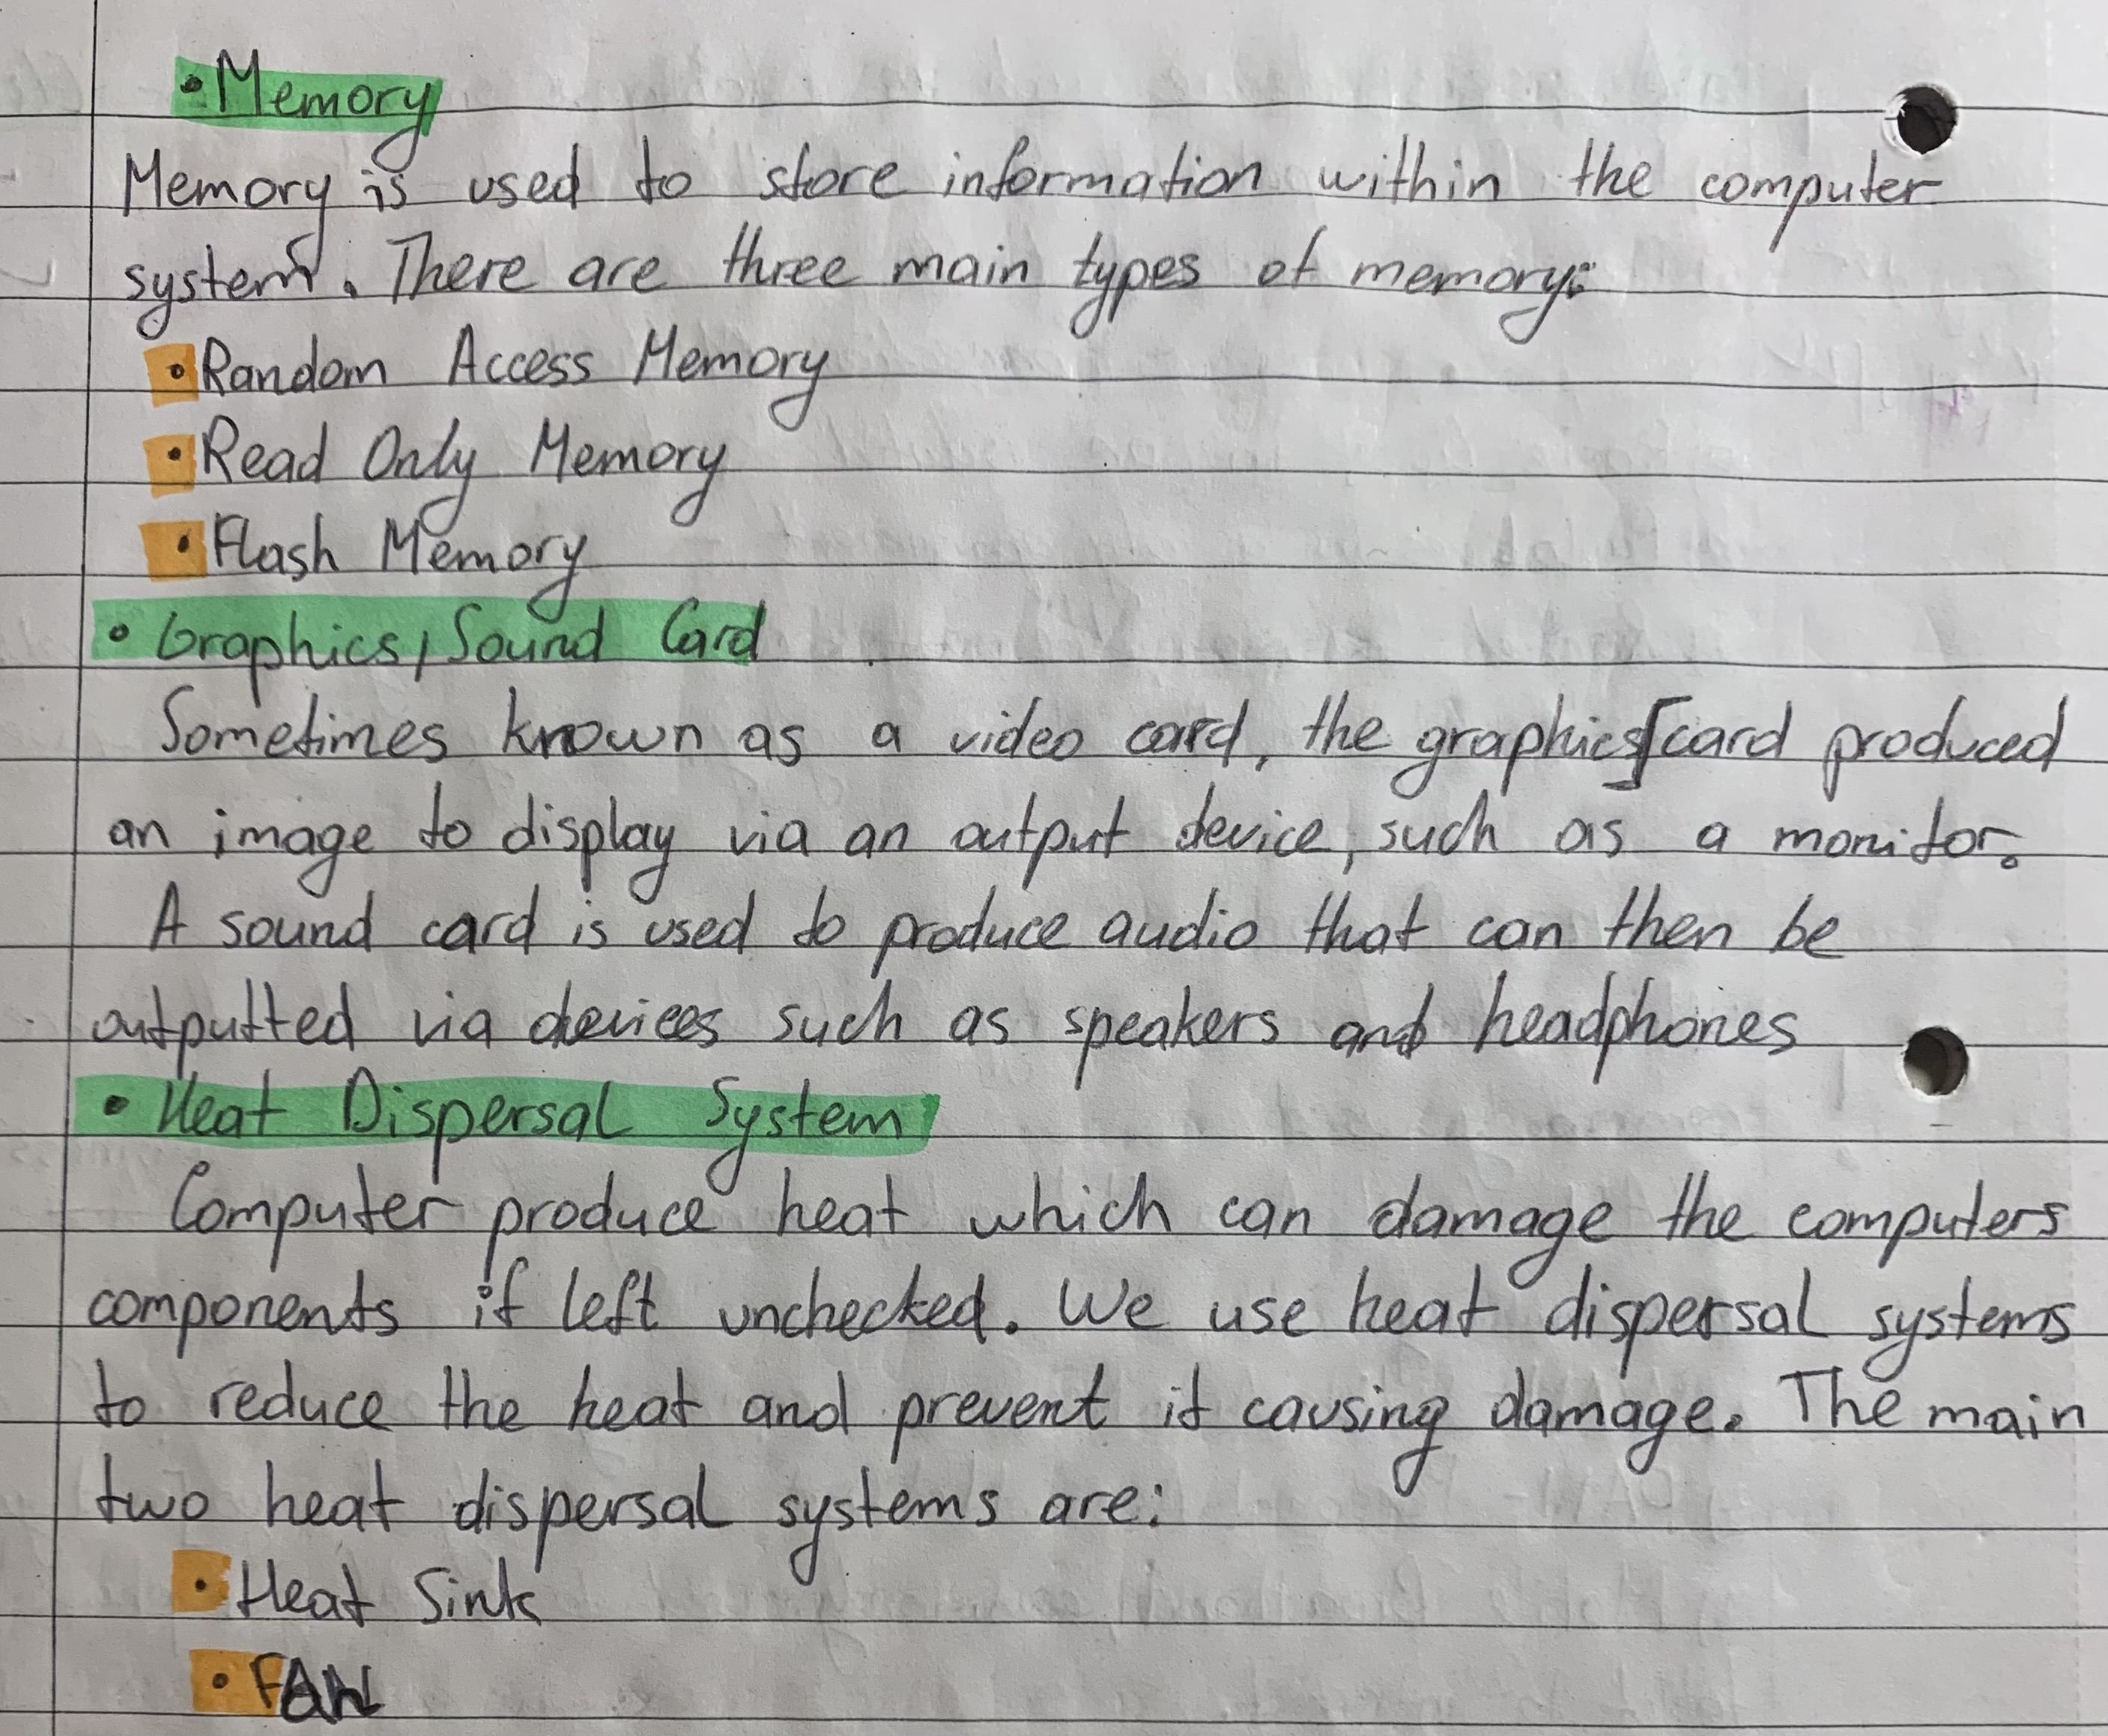 • Memory
Memory is used to store information within the computer
system. There are three main types of memory:
• Random Access Memory
• Read Only Memory
• Flash Memory
• Graphics, Sound Card
Sometimes known as a video card, the graphics card produced
an image to display via an output device, such as a monitor.
A sound card is used to produce audio that can then be
outputted via devices such as speakers and headphones
• Heat Dispersal System
Computer produce heat which can damage the computers
components if left unchecked. We use heat dispersal systems
to reduce the heat and prevent it causing damage. The main
two heat dispersal systems are:
• Heat Sink
• FAN